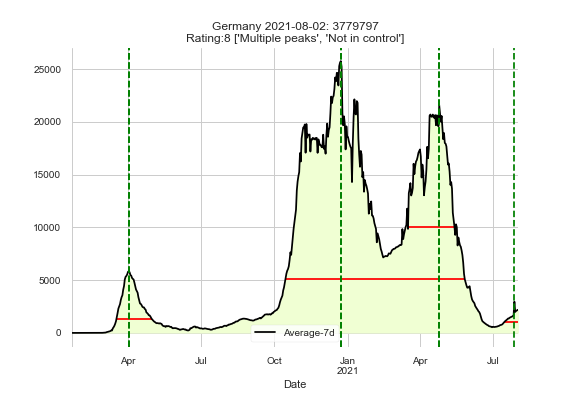 Germany 2021-08-02: 3779797
Rating:8 ['Multiple peaks', 'Not in control']
25000
20000
15000
10000
5000
0
Average-7d
Apr
Jul
Oct
Jan
2021
Apr
Jul
Date